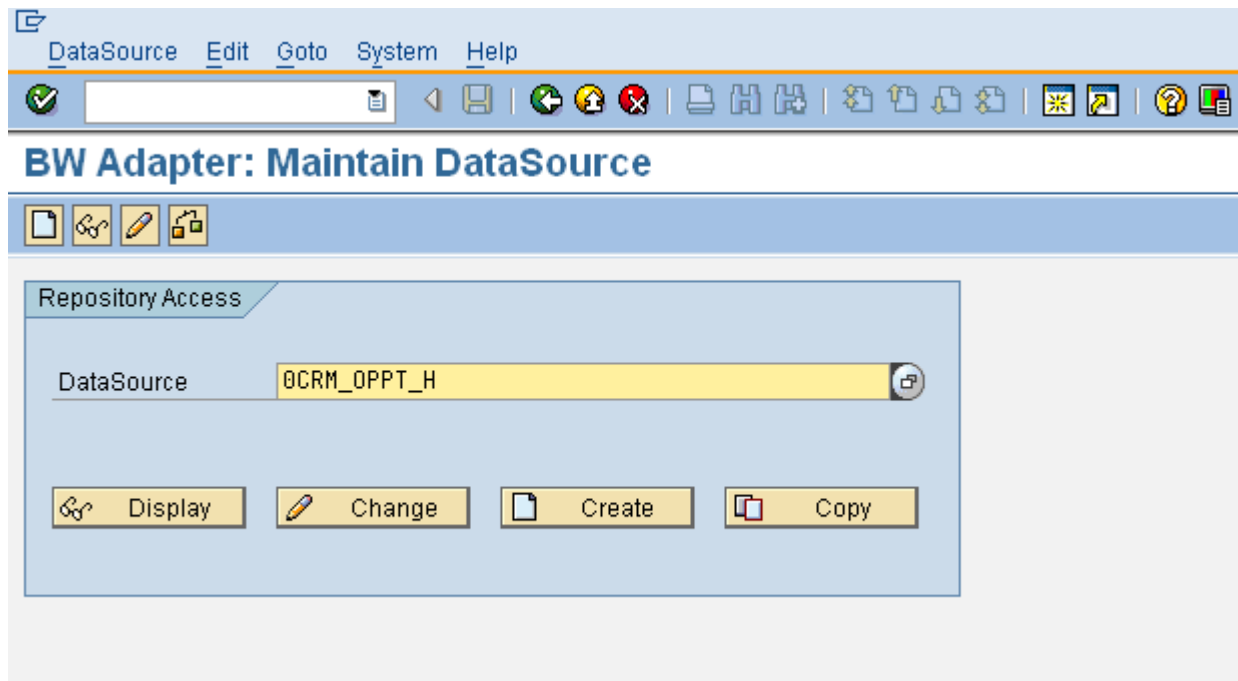 DataSource Edit Goto System Help
BW Adapter: Maintain DataSource
Repository Access
DataSource 0CRM_OPPT_H
Display Change Create Copy